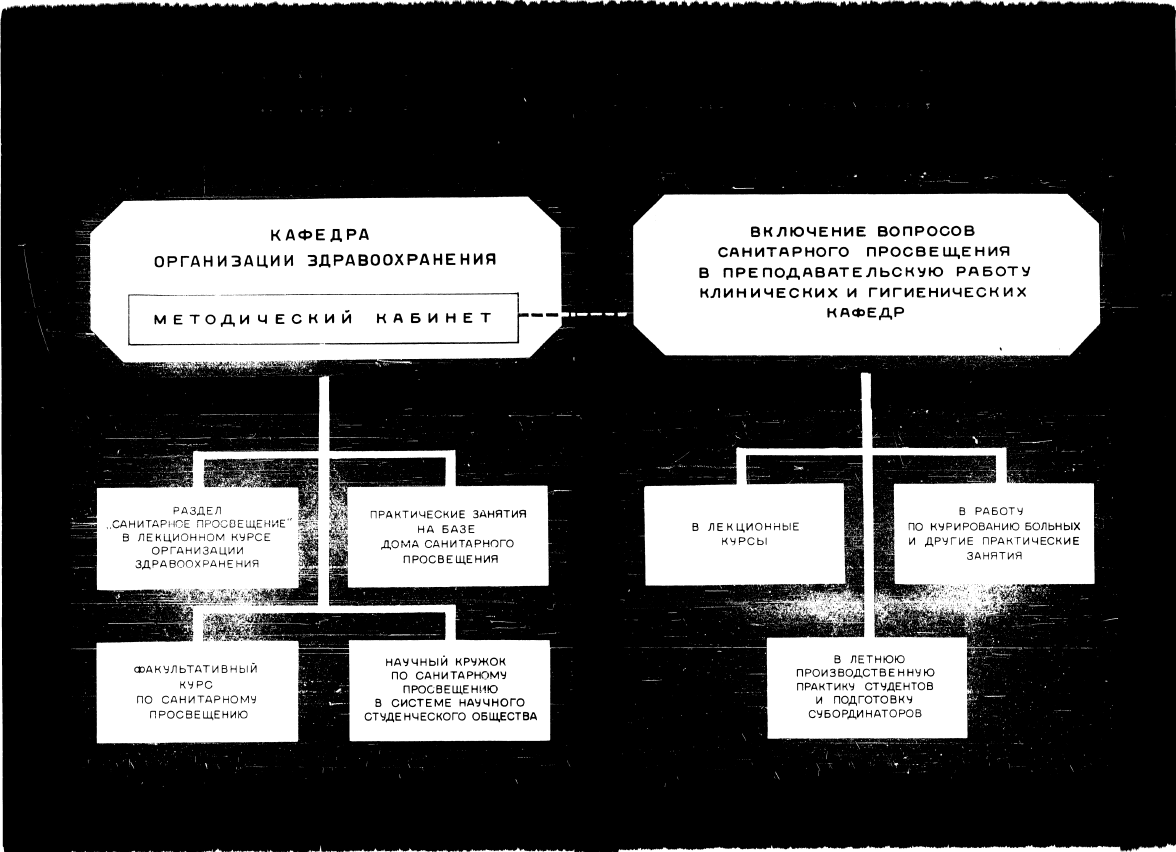 КАФЕДРА
ОРГАНИЗАЦИИ ЗДРАВООХРАНЕНИЯ
МЕТОДИЧЕСКИЙ КАБИНЕТ
ВКЛЮЧЕНИЕ ВОПРОСОВ
САНИТАРНОГО ПРОСВЕЩЕНИЯ
В ПРЕПОДАВАТЕЛЬСКУЮ РАБОТУ
КЛИНИЧЕСКИХ И ГИГИЕНИЧЕСКИХ
КАФЕДР
РАЗДЕЛ
„САНИТАРНОЕ ПРОСВЕЩЕНИЕ"
В ЛЕКЦИОННОМ КУРСЕ
ОРГАНИЗАЦИИ
ЗДРАВООХРАНЕНИЯ
ПРАКТИЧЕСКИЕ ЗАНЯТИЯ
НА БАЗЕ
ДОМА САНИТАРНОГО
ПРОСВЕЩЕНИЯ
В ЛЕКЦИОННЫЕ
КУРСЫ
В РАБОТУ
ПО КУРИРОВАНИЮ БОЛЬНЫХ
И ДРУГИЕ ПРАКТИЧЕСКИЕ
ЗАНЯТИЯ
ФАКУЛЬТАТИВНЫЙ
КУРС
ПО САНИТАРНОМУ
ПРОСВЕЩЕНИЮ
НАУЧНЫЙ КРУЖОК
ПО САНИТАРНОМУ
ПРОСВЕЩЕНИЮ
В СИСТЕМЕ НАУЧНОГО
СТУДЕНЧЕСКОГО ОБЩЕСТВА
В ЛЕТНЮЮ
ПРОИЗВОДСТВЕННУЮ
ПРАКТИКУ СТУДЕНТОВ
И ПОДГОТОВКУ
СУБОРДИНАТОРОВ